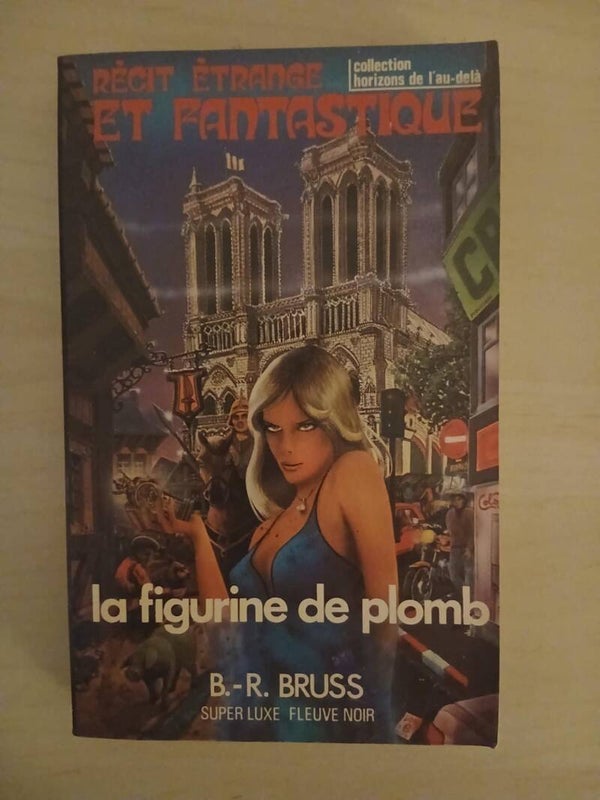 RÉCIT ÉTRANGE
ET FANTASTIQUE
collection
horizons de l'au-delà
la figurine de plomb
B.-R. BRUSS
SUPER LUXE FLEUVE NOIR